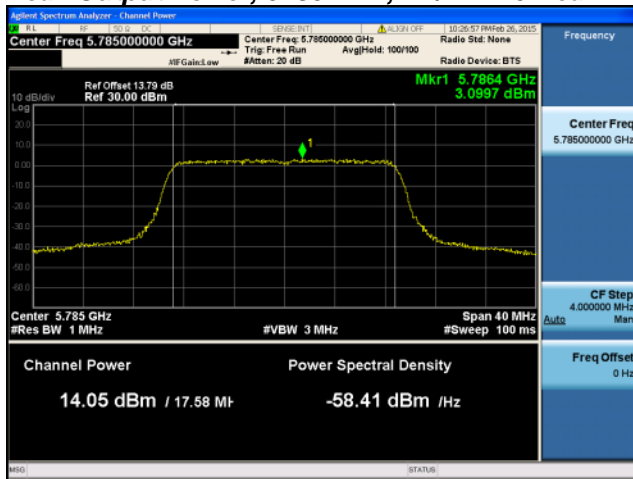 Agilent Spectrum Analyzer - Channel Power
RL RF 50 Ω DC SENSE:INT ALIGN OFF 10:26:57 PM Feb 26, 2015
Center Freq 5.785000000 GHz
Center Freq: 5.785000000 GHz
Radio Std: None
Trig: Free Run Avg|Hold: 100/100
#IFGain:Low #Atten: 20 dB Radio Device: BTS
Frequency
Ref Offset 13.79 dB
10 dB/div Ref 30.00 dBm
Log
Mkr1 5.7864 GHz
3.0997 dBm
20.0
10.0
0.00
-10.0
-20.0
-30.0
-40.0
-50.0
-60.0
1
Center 5.785 GHz Span 40 MHz
#Res BW 1 MHz #VBW 3 MHz #Sweep 100 ms
Channel Power Power Spectral Density
14.05 dBm / 17.58 MH -58.41 dBm /Hz
Center Freq
5.785000000 GHz
CF Step
4.000000 MHz
Auto Man
Freq Offset
0 Hz
MSG STATUS